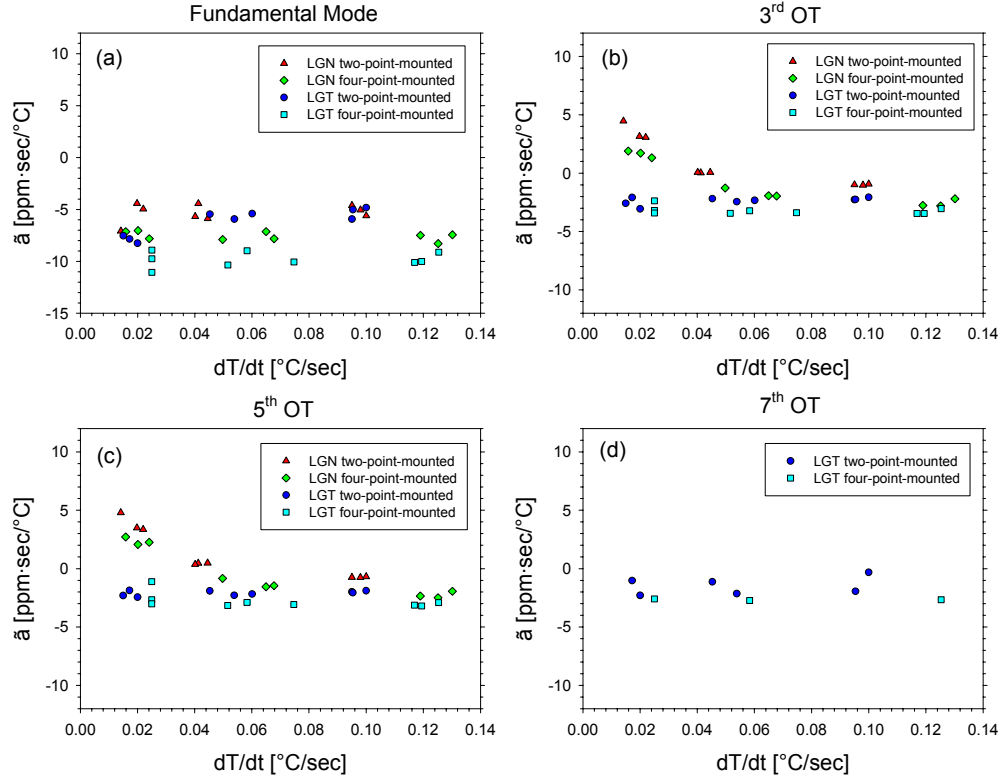 Fundamental Mode
(a)
LGN two-point-mounted
LGN four-point-mounted
LGT two-point-mounted
LGT four-point-mounted
10
5
0
-5
-10
-15
ã [ppm·sec/°C]
0.00 0.02 0.04 0.06 0.08 0.10 0.12 0.14
dT/dt [°C/sec]
3rd OT
(b)
LGN two-point-mounted
LGN four-point-mounted
LGT two-point-mounted
LGT four-point-mounted
10
5
0
-5
-10
ã [ppm·sec/°C]
0.00 0.02 0.04 0.06 0.08 0.10 0.12 0.14
dT/dt [°C/sec]
5th OT
(c)
LGN two-point-mounted
LGN four-point-mounted
LGT two-point-mounted
LGT four-point-mounted
10
5
0
-5
-10
ã [ppm·sec/°C]
0.00 0.02 0.04 0.06 0.08 0.10 0.12 0.14
dT/dt [°C/sec]
7th OT
(d)
LGT two-point-mounted
LGT four-point-mounted
10
5
0
-5
-10
ã [ppm·sec/°C]
0.00 0.02 0.04 0.06 0.08 0.10 0.12 0.14
dT/dt [°C/sec]